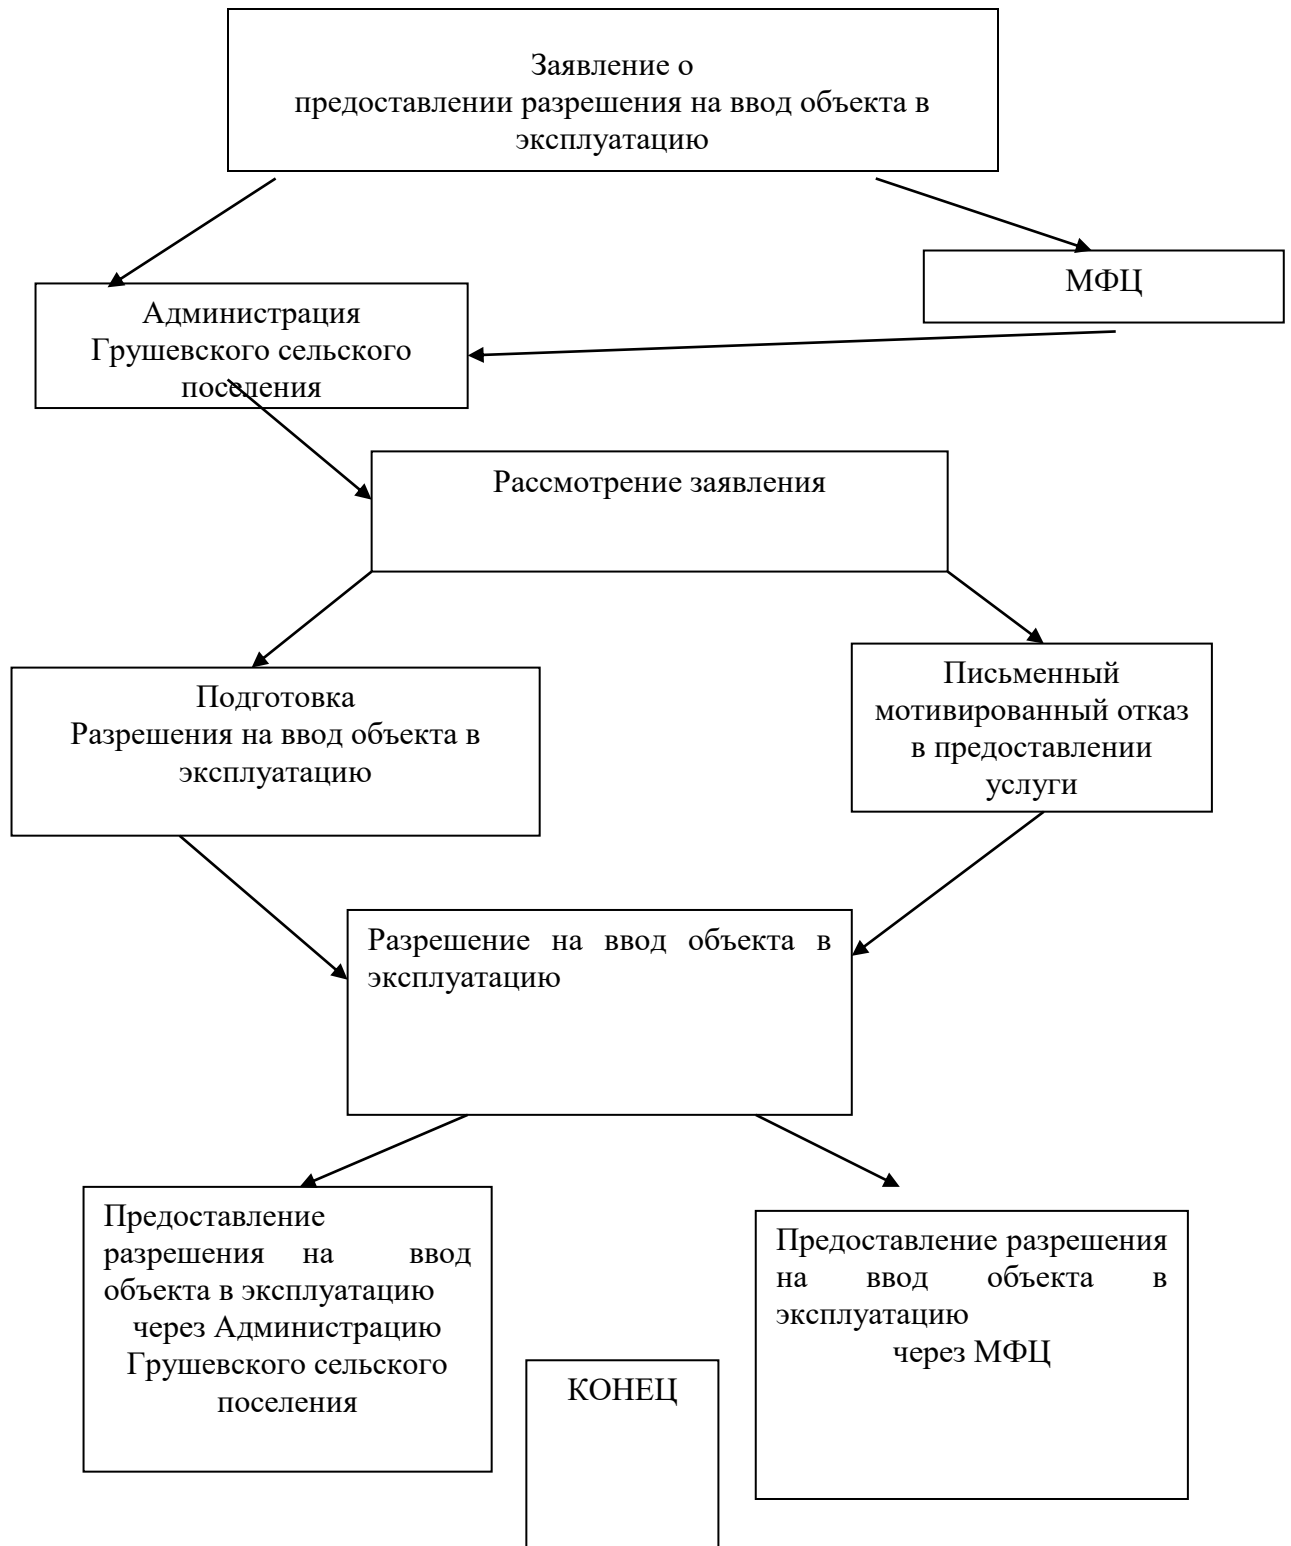 Заявление о
предоставлении разрешения на ввод объекта в
эксплуатацию
МФЦ
Администрация
Грушевского сельского
поселения
Рассмотрение заявления
Подготовка
Разрешения на ввод объекта в
эксплуатацию
Письменный
мотивированный отказ
в предоставлении
услуги
Разрешение на ввод объекта в
эксплуатацию
Предоставление
разрешения на ввод
объекта в эксплуатацию
через Администрацию
Грушевского сельского
поселения
Предоставление разрешения
на ввод объекта в
эксплуатацию
через МФЦ
КОНЕЦ